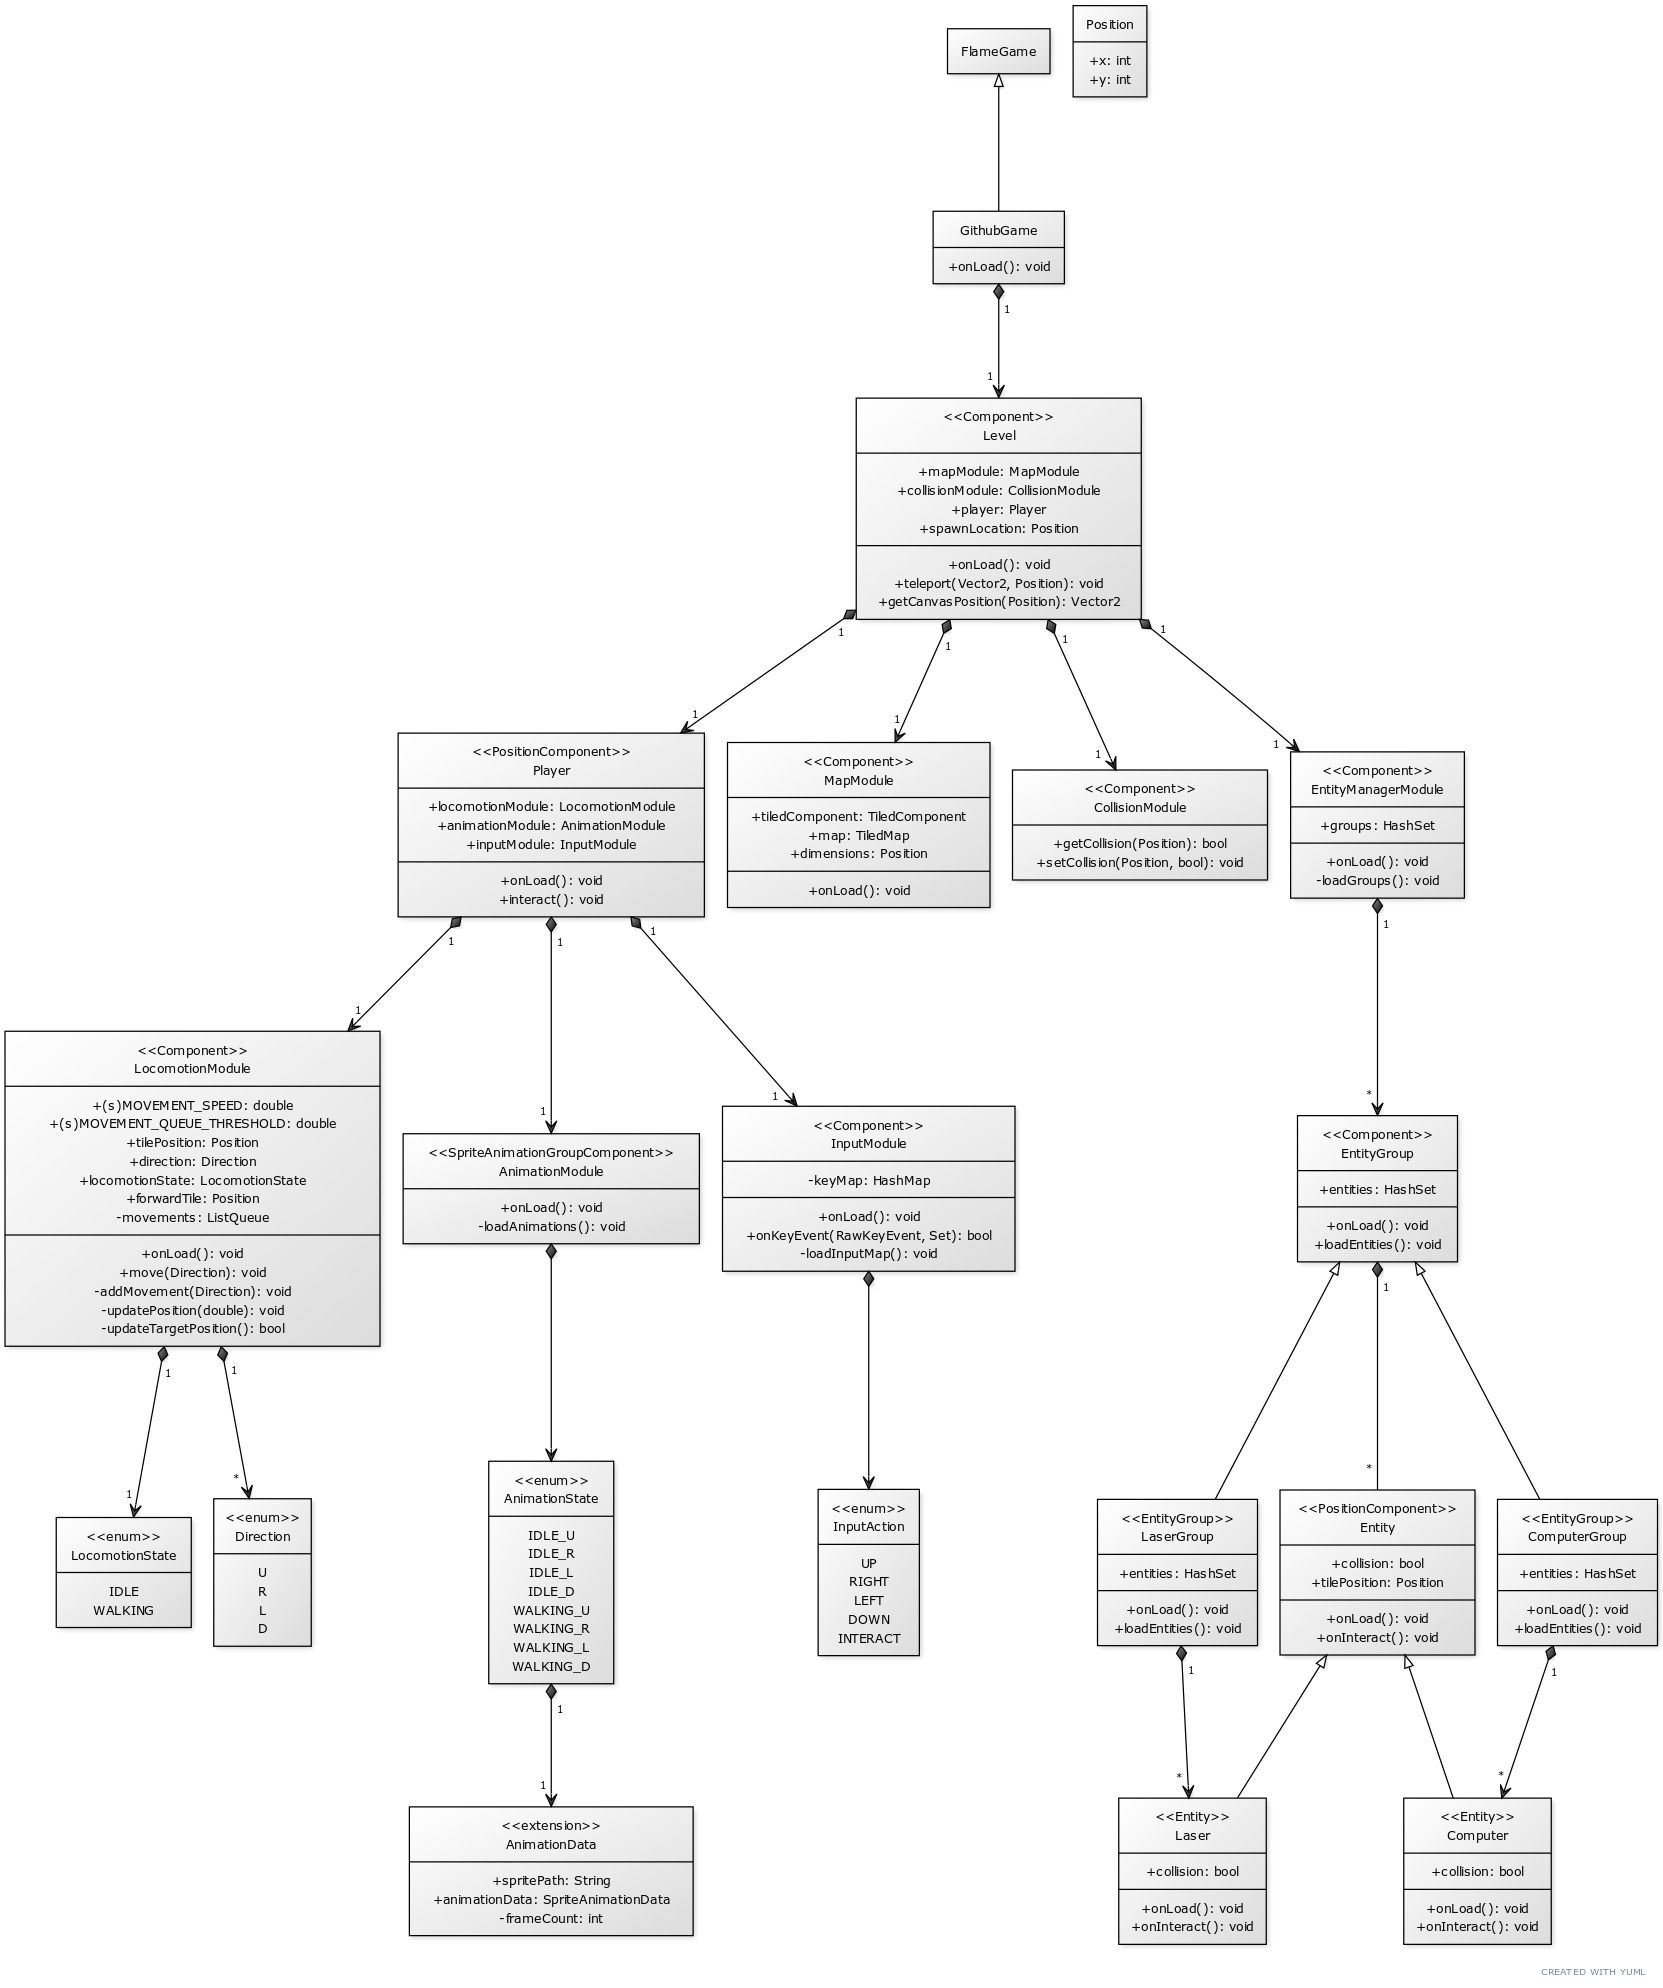 FlameGame
Position
+x: int
+y: int
GithubGame
+onLoad(): void
1
1
<<Component>>
Level
+mapModule: MapModule
+collisionModule: CollisionModule
+player: Player
+spawnLocation: Position
+onLoad(): void
+teleport(Vector2, Position): void
+getCanvasPosition(Position): Vector2
1
1
1
1
1
1
1
1
<<PositionComponent>>
Player
+locomotionModule: LocomotionModule
+animationModule: AnimationModule
+inputModule: InputModule
+onLoad(): void
+interact(): void
<<Component>>
MapModule
+tiledComponent: TiledComponent
+map: TiledMap
+dimensions: Position
+onLoad(): void
<<Component>>
CollisionModule
+getCollision(Position): bool
+setCollision(Position, bool): void
<<Component>>
EntityManagerModule
+groups: HashSet
+onLoad(): void
-loadGroups(): void
1
1
1
1
1
1
1
*
<<Component>>
LocomotionModule
+(s)MOVEMENT_SPEED: double
+(s)MOVEMENT_QUEUE_THRESHOLD: double
+tilePosition: Position
+direction: Direction
+locomotionState: LocomotionState
+forwardTile: Position
-movements: ListQueue
+onLoad(): void
+move(Direction): void
-addMovement(Direction): void
-updatePosition(double): void
-updateTargetPosition(): bool
<<SpriteAnimationGroupComponent>>
AnimationModule
+onLoad(): void
-loadAnimations(): void
<<Component>>
InputModule
-keyMap: HashMap
+onLoad(): void
+onKeyEvent(RawKeyEvent, Set): bool
-loadInputMap(): void
<<Component>>
EntityGroup
+entities: HashSet
+onLoad(): void
+loadEntities(): void
1
1
1
1
*
*
<<enum>>
LocomotionState
IDLE
WALKING
<<enum>>
Direction
U
R
L
D
<<enum>>
AnimationState
IDLE_U
IDLE_R
IDLE_L
IDLE_D
WALKING_U
WALKING_R
WALKING_L
WALKING_D
<<enum>>
InputAction
UP
RIGHT
LEFT
DOWN
INTERACT
<<EntityGroup>>
LaserGroup
+entities: HashSet
+onLoad(): void
+loadEntities(): void
<<PositionComponent>>
Entity
+collision: bool
+tilePosition: Position
+onLoad(): void
+onInteract(): void
<<EntityGroup>>
ComputerGroup
+entities: HashSet
+onLoad(): void
+loadEntities(): void
1
1
1
1
*
*
<<extension>>
AnimationData
+spritePath: String
+animationData: SpriteAnimationData
-frameCount: int
<<Entity>>
Laser
+collision: bool
+onLoad(): void
+onInteract(): void
<<Entity>>
Computer
+collision: bool
+onLoad(): void
+onInteract(): void
CREATED WITH YUML